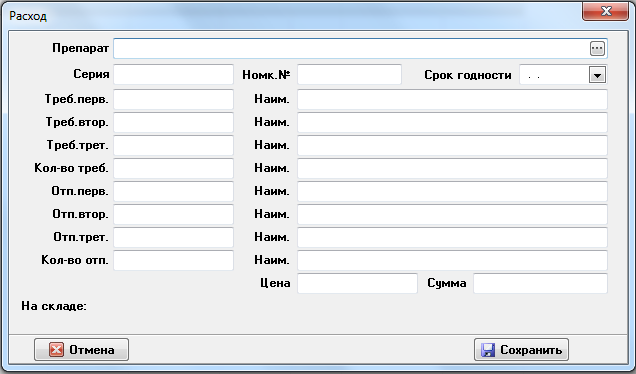 Расход
Препарат ...
Серия Номк.№ Срок годности . .
Треб.перв. Наим.
Треб.втор. Наим.
Треб.трет. Наим.
Кол-во треб. Наим.
Отп.перв. Наим.
Отп.втор. Наим.
Отп.трет. Наим.
Кол-во отп. Наим.
Цена Сумма
На складе:
Отмена Сохранить